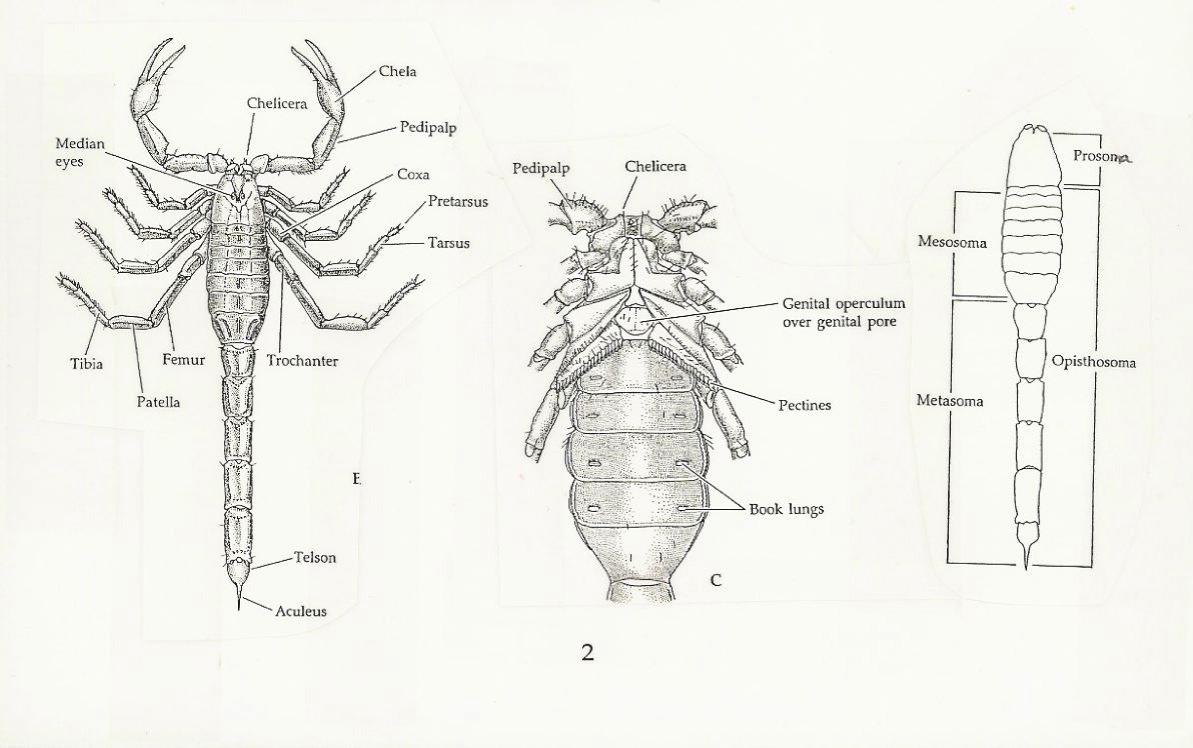 Chela
Chelicera
Pedipalp
Median
eyes
Coxa
Pretarsus
Tarsus
Tibia
Femur
Trochanter
Patella
E
Telson
Aculeus
Pedipalp
Chelicera
Genital operculum
over genital pore
Pectines
Book lungs
C
Prosoma
Mesosoma
Opisthosoma
Metasoma
2